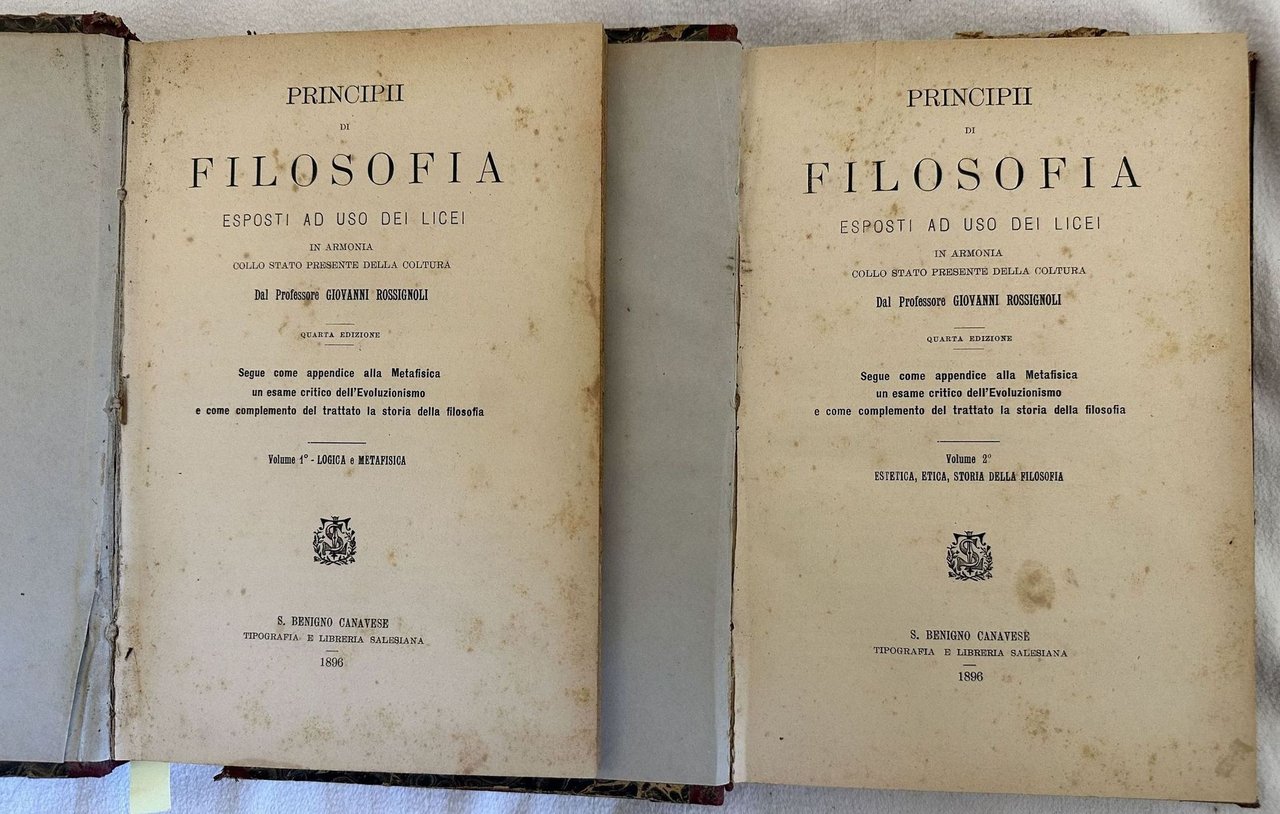 PRINCIPII
DI
FILOSOFIA
ESPOSTI AD USO DEI LICEI
IN ARMONIA
COLLO STATO PRESENTE DELLA COLTURA
Dal Professore GIOVANNI ROSSIGNOLI
QUARTA EDIZIONE
Segue come appendice alla Metafisica
un esame critico dell'Evoluzionismo
e come complemento del trattato la storia della filosofia
Volume 1° - LOGICA e METAFISICA
S. BENIGNO CANAVESE
TIPOGRAFIA E LIBRERIA SALESIANA
1896
PRINCIPII
DI
FILOSOFIA
ESPOSTI AD USO DEI LICEI
IN ARMONIA
COLLO STATO PRESENTE DELLA COLTURA
Dal Professore GIOVANNI ROSSIGNOLI
QUARTA EDIZIONE
Segue come appendice alla Metafisica
un esame critico dell'Evoluzionismo
e come complemento del trattato la storia della filosofia
Volume 2°
ESTETICA, ETICA, STORIA DELLA FILOSOFIA
S. BENIGNO CANAVESE
TIPOGRAFIA E LIBRERIA SALESIANA
1896